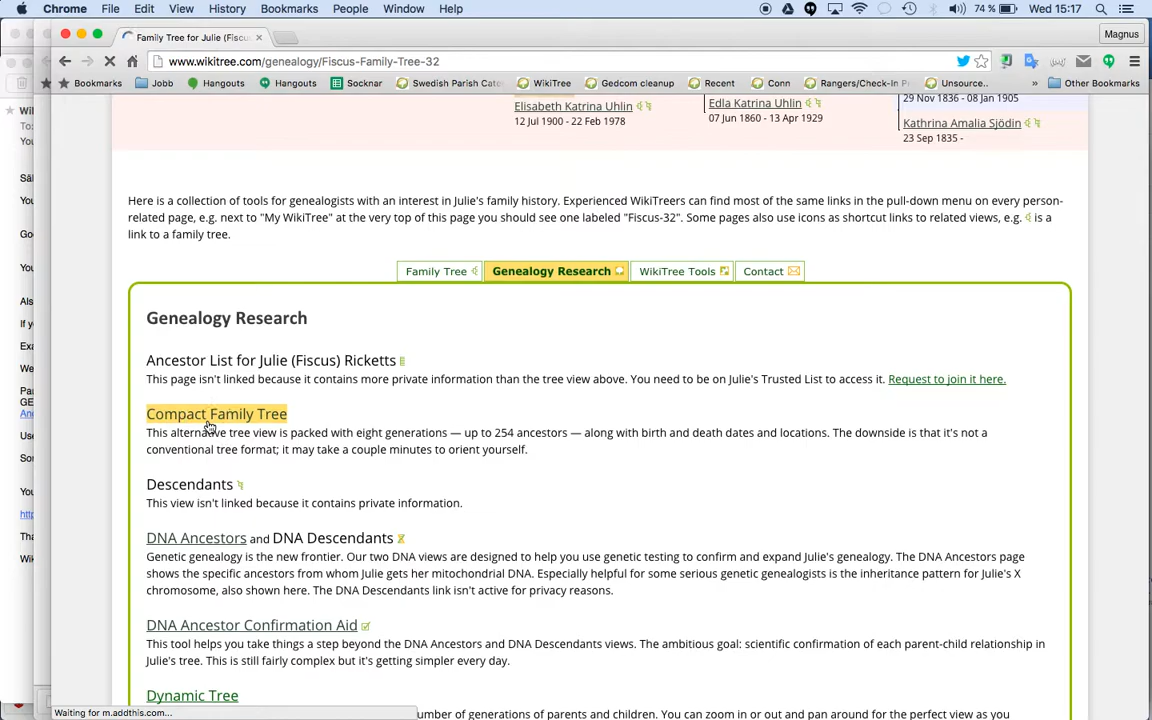 Chrome File Edit View History Bookmarks People Window Help 74 % Wed 15:17
Family Tree for Julie (Fiscu
Magnus
www.wikitree.com/genealogy/Fiscus-Family-Tree-32
Bookmarks Jobb Hangouts Hangouts Socknar Swedish Parish Cate WikiTree Gedcom cleanup Recent Conn Rangers/Check-In P Unsource.. » Other Bookmarks
Elisabeth Katrina Uhlin
12 Jul 1900 - 22 Feb 1978
Edla Katrina Uhlin
07 Jun 1860 - 13 Apr 1929
29 Nov 1836 - 08 Jan 1905
Kathrina Amalia Sjödin
23 Sep 1835 -
Here is a collection of tools for genealogists with an interest in Julie's family history. Experienced WikiTreers can find most of the same links in the pull-down menu on every person-
related page, e.g. next to "My WikiTree" at the very top of this page you should see one labeled "Fiscus-32". Some pages also use icons as shortcut links to related views, e.g. is a
link to a family tree.
Family Tree Genealogy Research WikiTree Tools Contact
Genealogy Research
Ancestor List for Julie (Fiscus) Ricketts
This page isn't linked because it contains more private information than the tree view above. You need to be on Julie's Trusted List to access it. Request to join it here.
Compact Family Tree
This alternative tree view is packed with eight generations — up to 254 ancestors — along with birth and death dates and locations. The downside is that it's not a
conventional tree format; it may take a couple minutes to orient yourself.
Descendants
This view isn't linked because it contains private information.
DNA Ancestors and DNA Descendants
Genetic genealogy is the new frontier. Our two DNA views are designed to help you use genetic testing to confirm and expand Julie's genealogy. The DNA Ancestors page
shows the specific ancestors from whom Julie gets her mitochondrial DNA. Especially helpful for some serious genetic genealogists is the inheritance pattern for Julie's X
chromosome, also shown here. The DNA Descendants link isn't active for privacy reasons.
DNA Ancestor Confirmation Aid
This tool helps you take things a step beyond the DNA Ancestors and DNA Descendants views. The ambitious goal: scientific confirmation of each parent-child relationship in
Julie's tree. This is still fairly complex but it's getting simpler every day.
Dynamic Tree
umber of generations of parents and children. You can zoom in or out and pan around for the perfect view as you
Waiting for m.addthis.com...